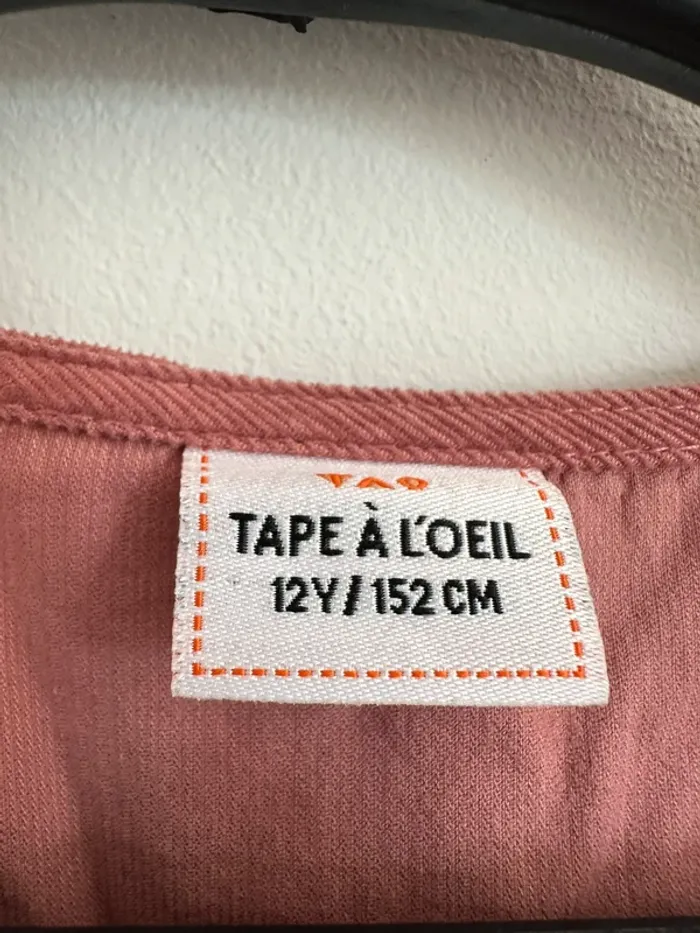 TAPE À L'OEIL
12Y/152 CM